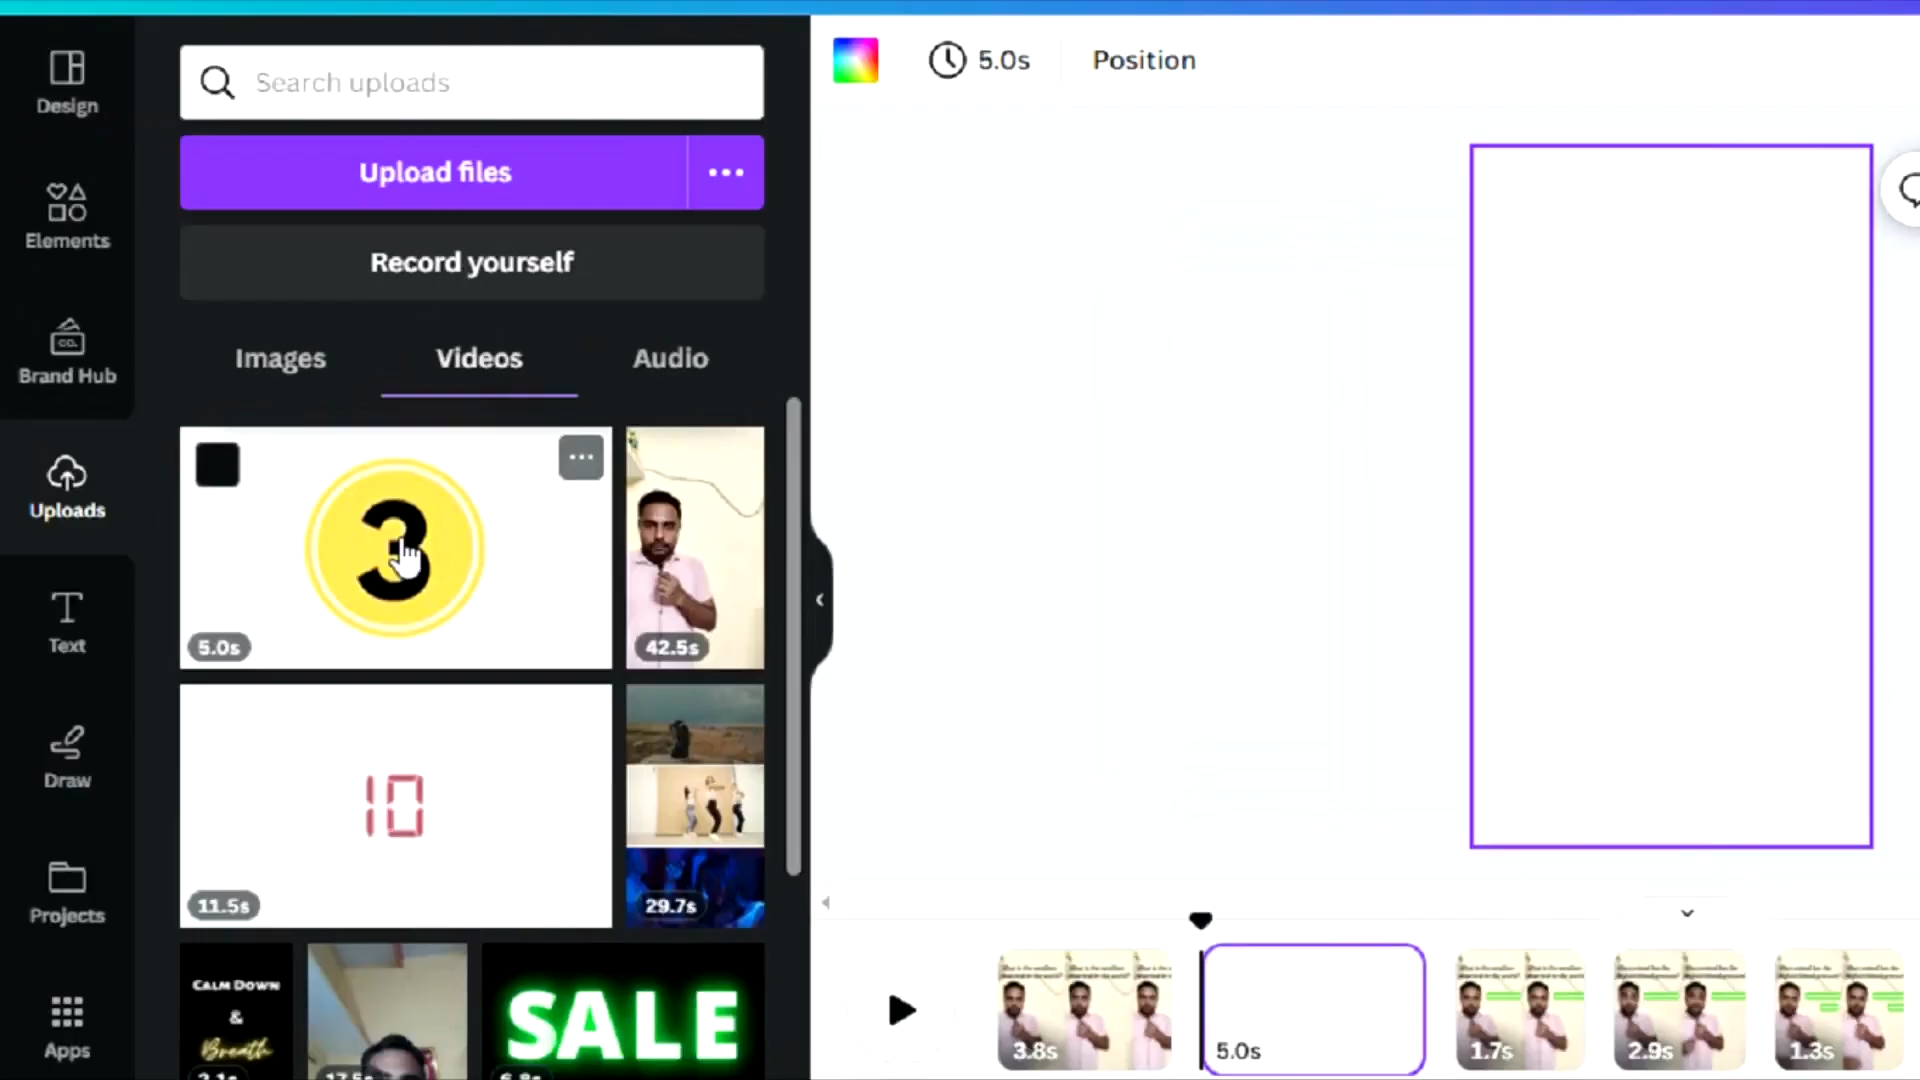 Design
Elements
CO.
Brand Hub
Uploads
Text
Draw
Projects
Apps
Search uploads
Upload files
Record yourself
Images
Videos
Audio
3
5.0s
42.5s
10
11.5s
29.7s
CALM DOWN
&
Breath
SALE
5.0s
Position
3.8s
5.0s
1.7s
2.9s
1.3s